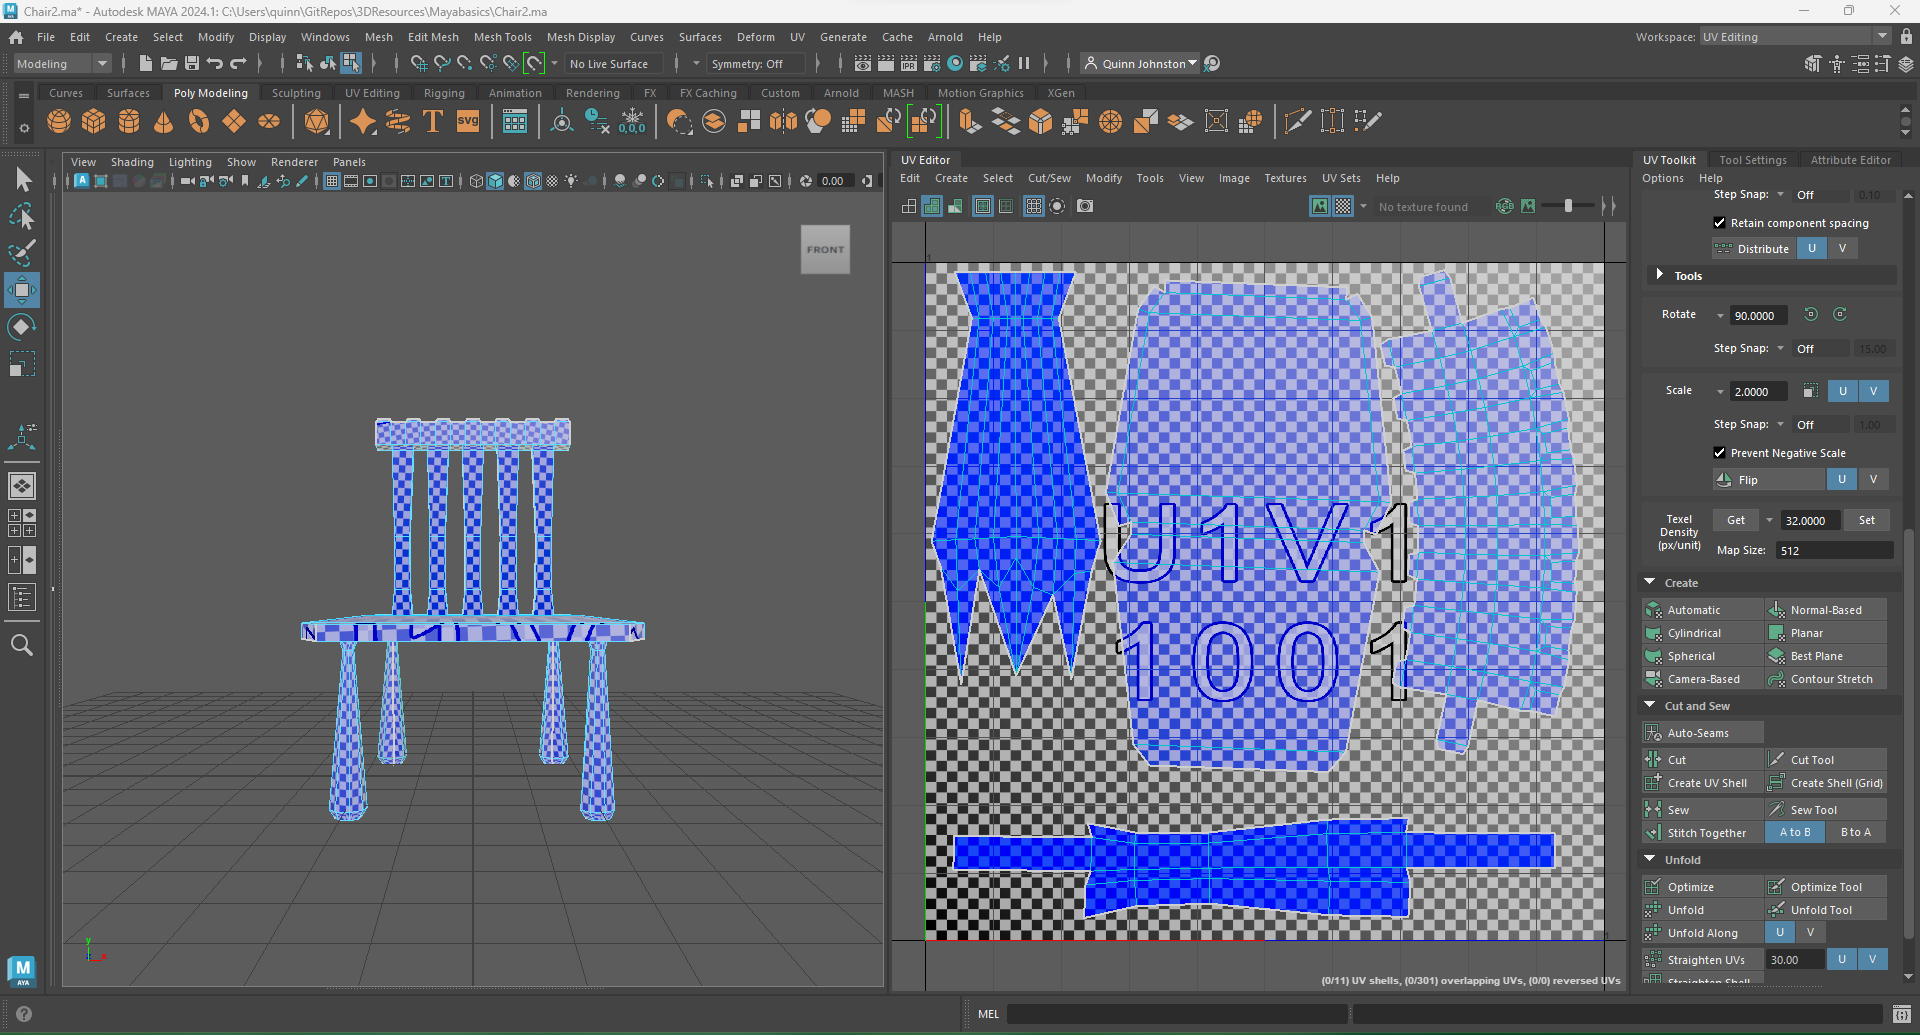 Chair2.ma* - Autodesk MAYA 2024.1: C:\Users\quinn\GitRepos\3DResources\Mayabasics\Chair2.ma
File Edit Create Select Modify Display Windows Mesh Edit Mesh Mesh Tools Mesh Display Curves Surfaces Deform UV Generate Cache Arnold Help
Workspace: UV Editing
Modeling No Live Surface Symmetry: Off Quinn Johnston
Curves Surfaces Poly Modeling Sculpting UV Editing Rigging Animation Rendering FX FX Caching Custom Arnold MASH Motion Graphics XGen
T svg 0,0,0
View Shading Lighting Show Renderer Panels
0.00
FRONT
UV Editor
Edit Create Select Cut/Sew Modify Tools View Image Textures UV Sets Help
No texture found RGB
1
U1V1
1001
1
(0/11) UV shells, (0/301) overlapping UVs, (0/0) reversed UVs
UV Toolkit Tool Settings Attribute Editor
Options Help
Step Snap: Off 0.10
Retain component spacing
Distribute U V
Tools
Rotate 90.0000
Step Snap: Off 15.00
Scale 2.0000 U V
Step Snap: Off 1.00
Prevent Negative Scale
Flip U V
Texel Density (px/unit) Get 32.0000 Set
Map Size: 512
Create
Automatic Normal-Based
Cylindrical Planar
Spherical Best Plane
Camera-Based Contour Stretch
Cut and Sew
Auto-Seams
Cut Cut Tool
Create UV Shell Create Shell (Grid)
Sew Sew Tool
Stitch Together A to B B to A
Unfold
Optimize Optimize Tool
Unfold Unfold Tool
Unfold Along U V
Straighten UVs 30.00 U V
Straighten Shell
y
x
M
MAYA
MEL